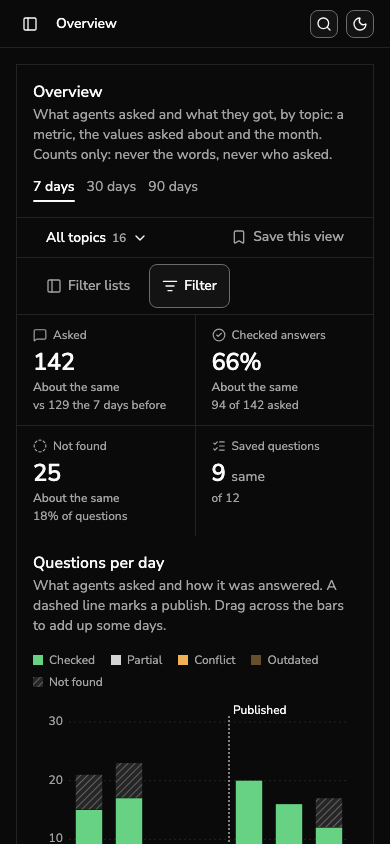 Overview
Overview
What agents asked and what they got, by topic: a
metric, the values asked about and the month.
Counts only: never the words, never who asked.
7 days 30 days 90 days
All topics 16
Save this view
Filter lists
Filter
Asked
142
About the same
vs 129 the 7 days before
Checked answers
66%
About the same
94 of 142 asked
Not found
25
About the same
18% of questions
Saved questions
9 same
of 12
Questions per day
What agents asked and how it was answered. A
dashed line marks a publish. Drag across the bars
to add up some days.
Checked Partial Conflict Outdated
Not found
Published
30
20
10